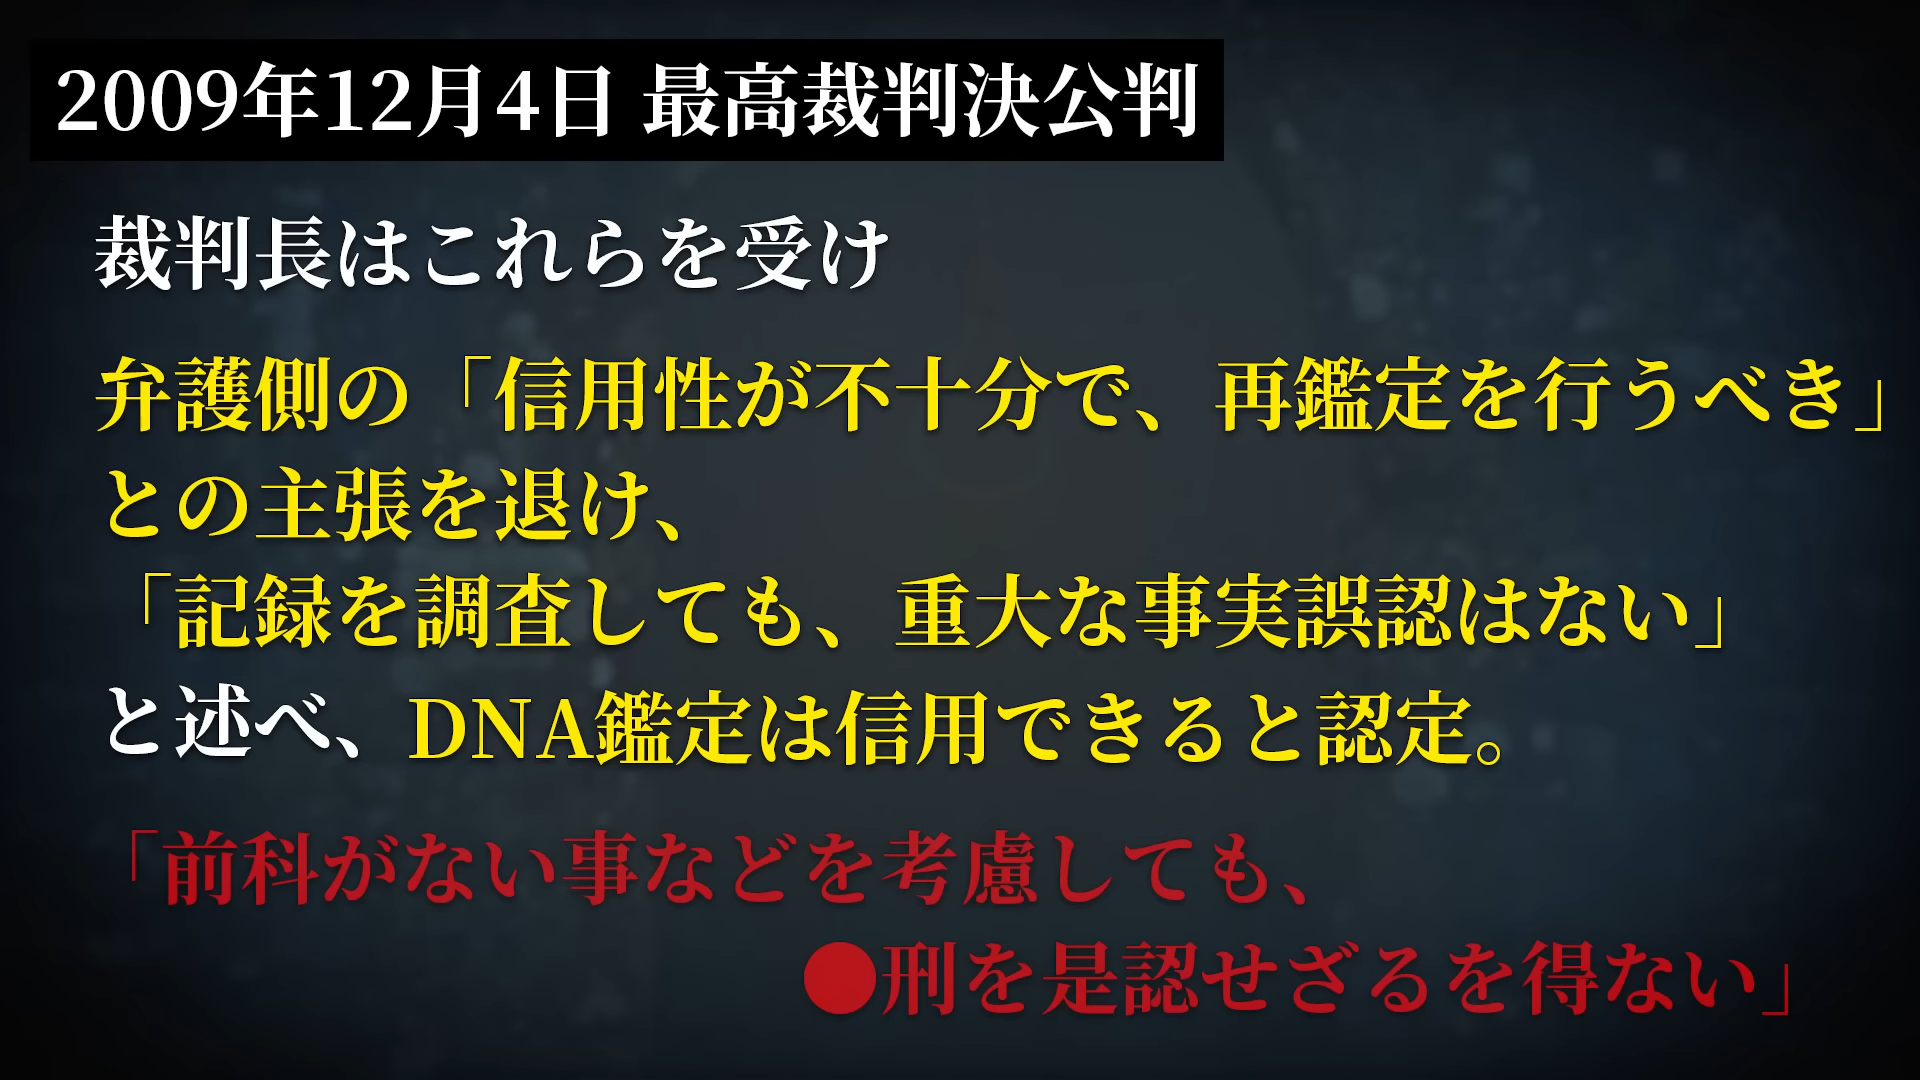 2009年12月4日 最高裁判決公判
裁判長はこれらを受け
弁護側の「信用性が不十分で、再鑑定を行うべき」
との主張を退け、
「記録を調査しても、重大な事実誤認はない」
と述べ、DNA鑑定は信用できると認定。
「前科がない事などを考慮しても、
●刑を是認せざるを得ない」